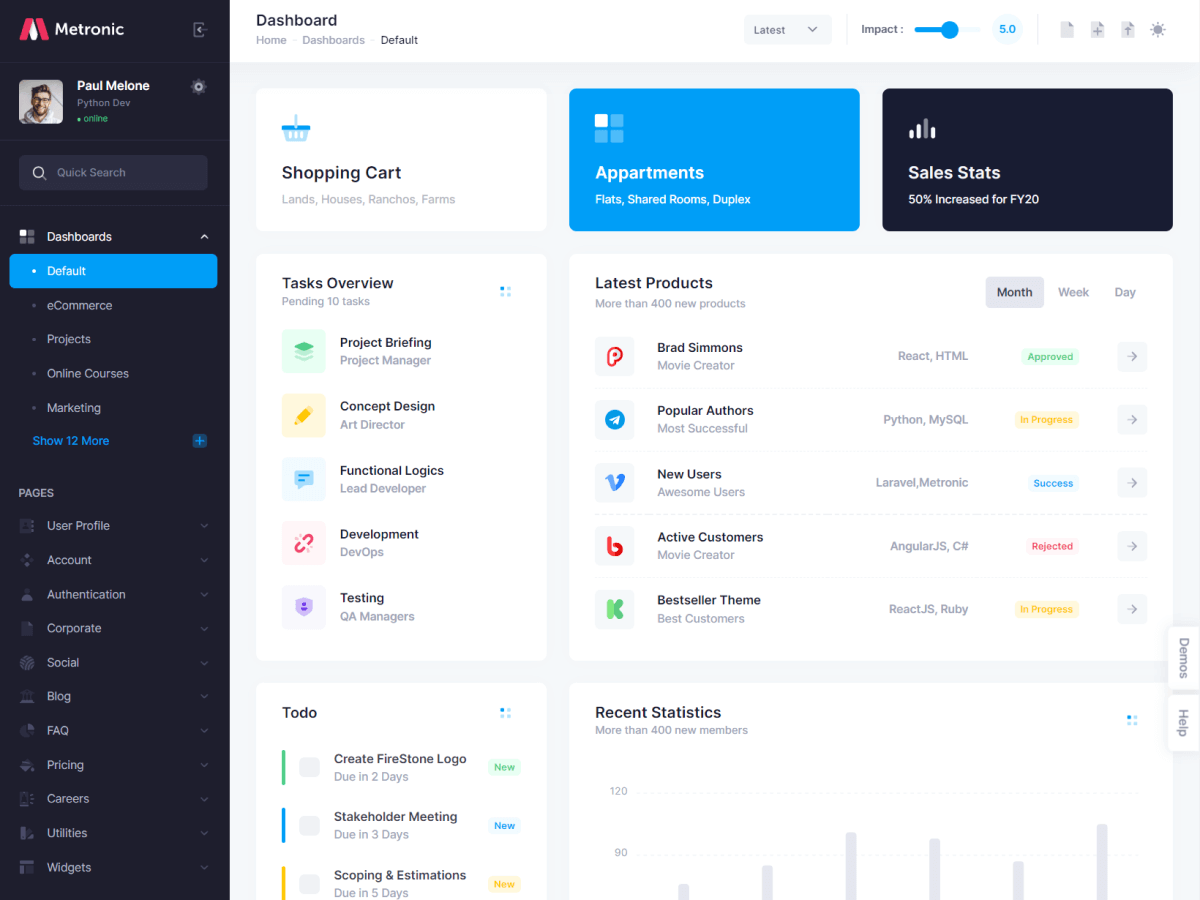 Metronic
Paul Melone
Python Dev
online
Quick Search
Dashboards
Default
eCommerce
Projects
Online Courses
Marketing
Show 12 More
PAGES
User Profile
Account
Authentication
Corporate
Social
Blog
FAQ
Pricing
Careers
Utilities
Widgets
Dashboard
Home - Dashboards - Default
Latest
Impact :
5.0
Shopping Cart
Lands, Houses, Ranchos, Farms
Appartments
Flats, Shared Rooms, Duplex
Sales Stats
50% Increased for FY20
Tasks Overview
Pending 10 tasks
Project Briefing
Project Manager
Concept Design
Art Director
Functional Logics
Lead Developer
Development
DevOps
Testing
QA Managers
Latest Products
More than 400 new products
Month Week Day
Brad Simmons
Movie Creator
React, HTML
Approved
Popular Authors
Most Successful
Python, MySQL
In Progress
New Users
Awesome Users
Laravel,Metronic
Success
Active Customers
Movie Creator
AngularJS, C#
Rejected
Bestseller Theme
Best Customers
ReactJS, Ruby
In Progress
Demos
Help
Todo
Create FireStone Logo
Due in 2 Days
New
Stakeholder Meeting
Due in 3 Days
New
Scoping & Estimations
Due in 5 Days
New
Recent Statistics
More than 400 new members
120
90